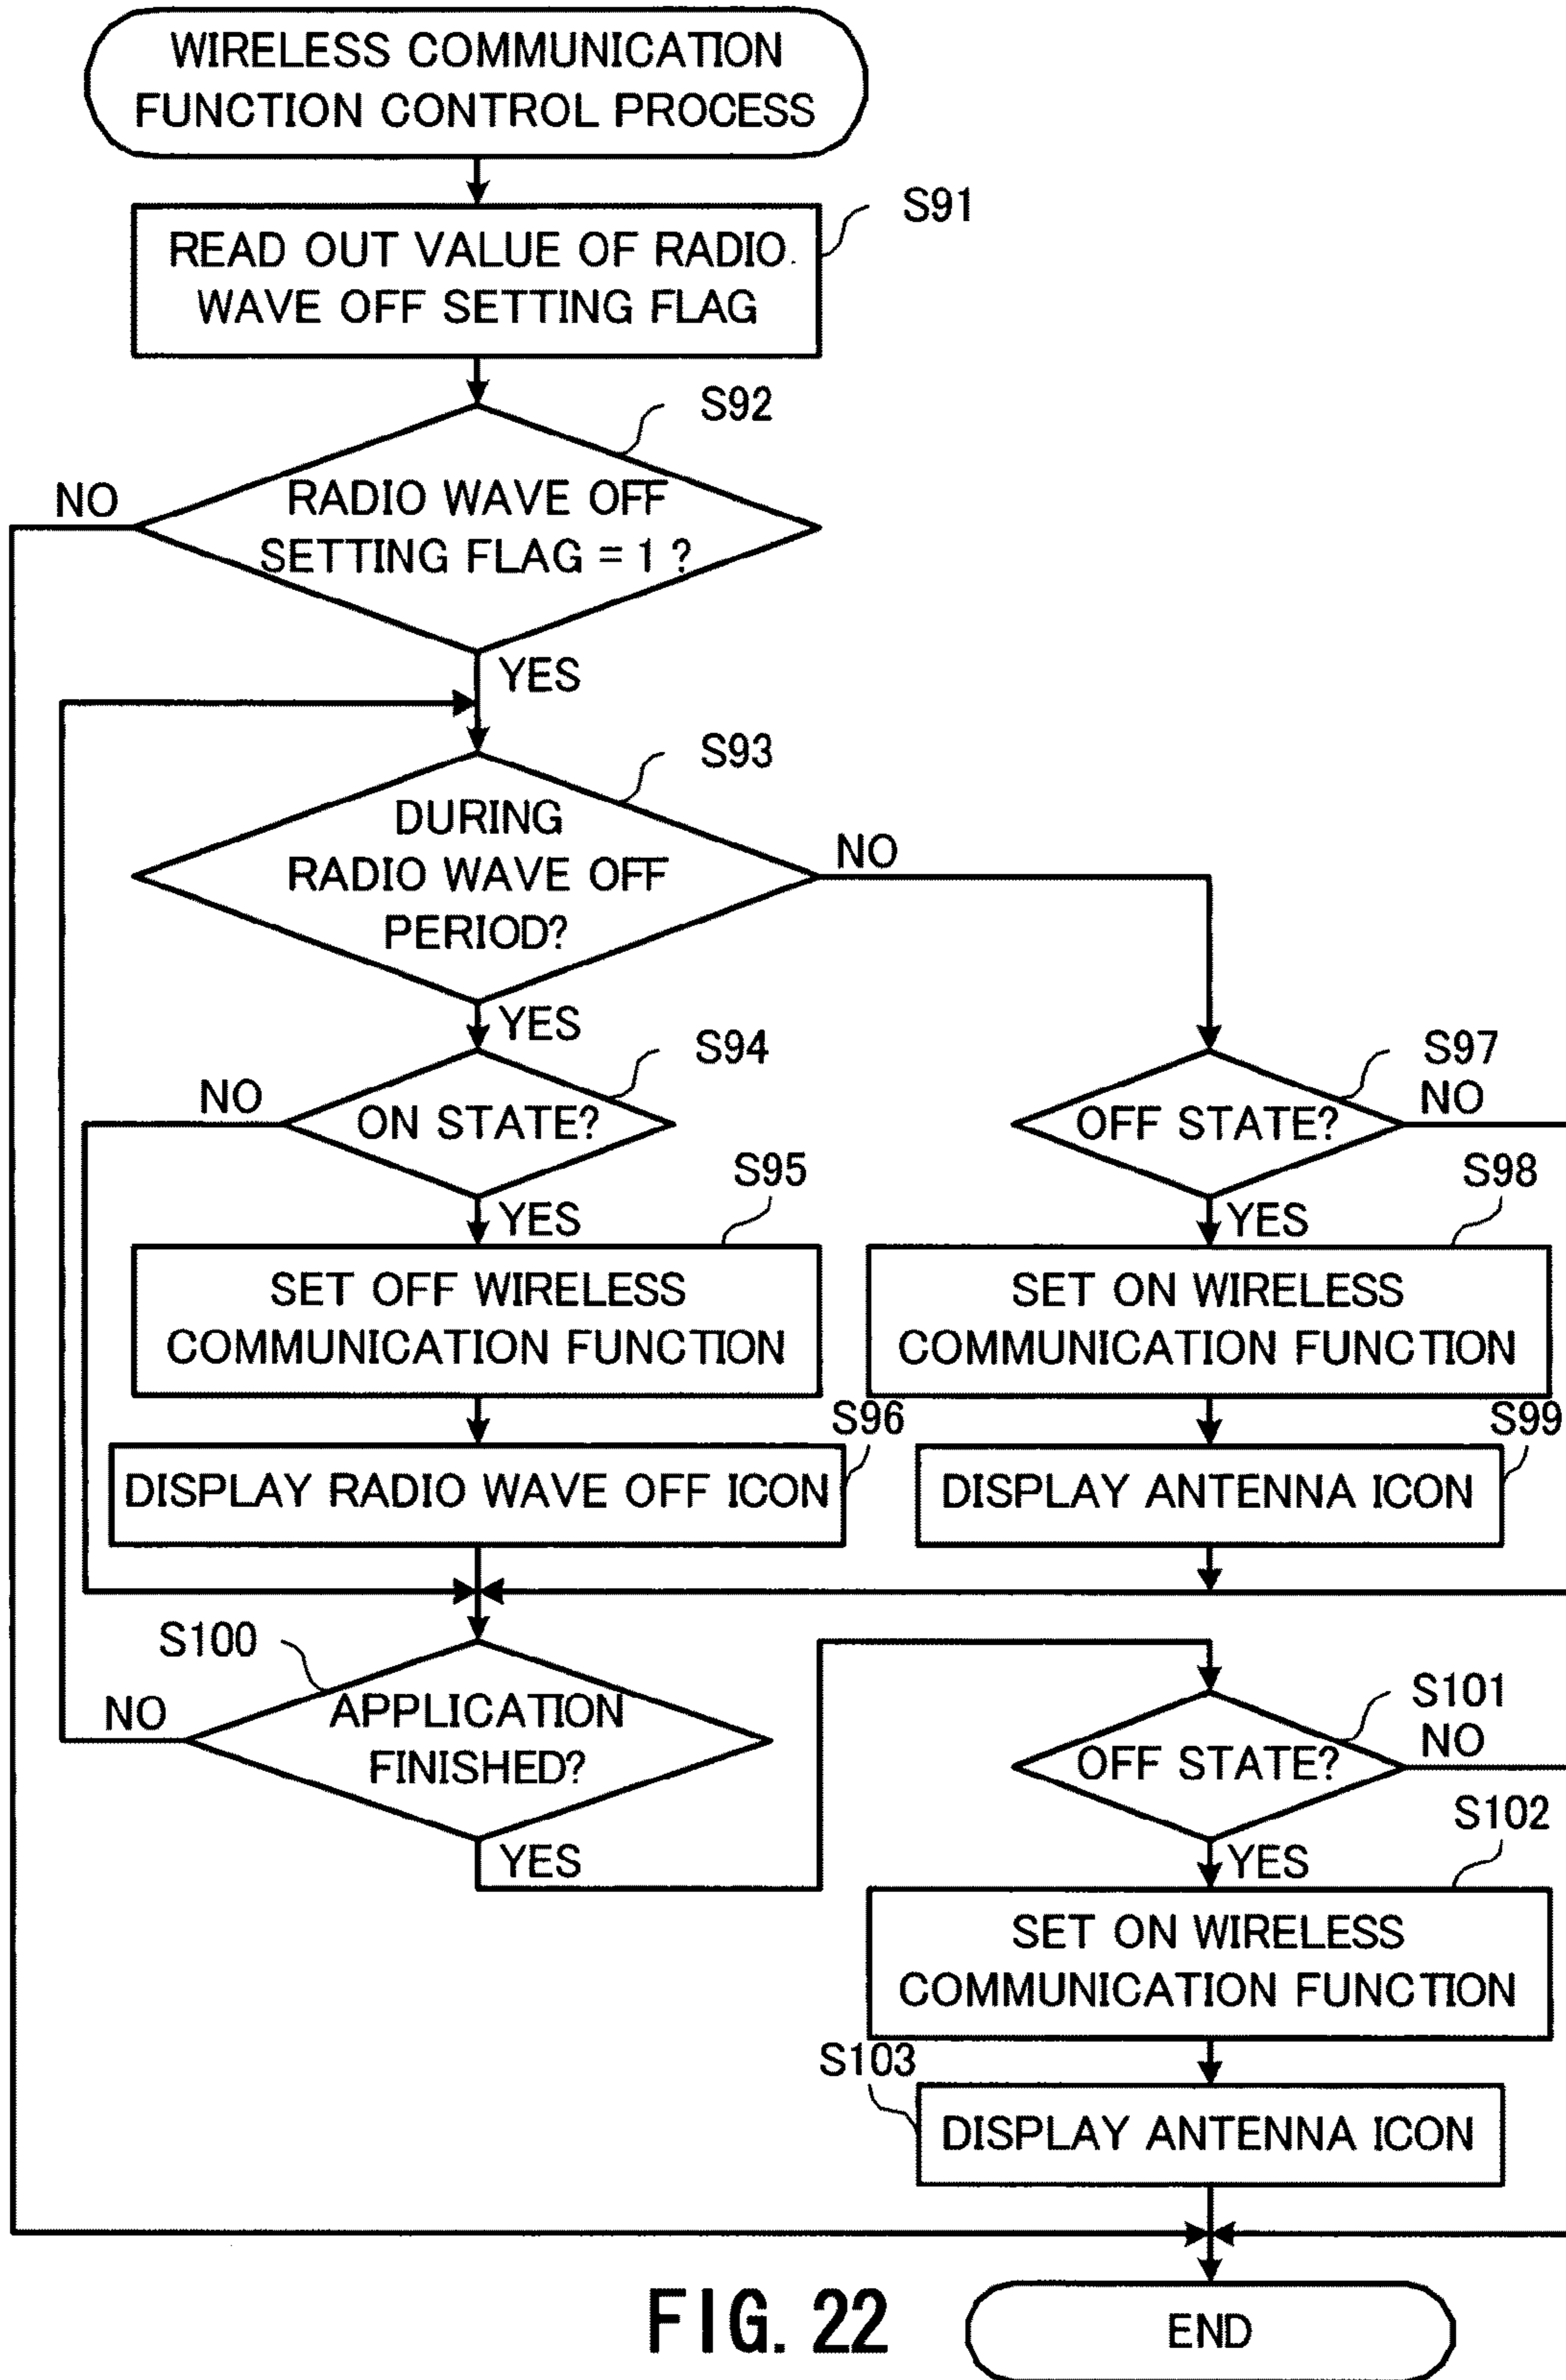 WIRELESS COMMUNICATION
FUNCTION CONTROL PROCESS
S91
READ OUT VALUE OF RADIO
WAVE OFF SETTING FLAG
S92
NO
RADIO WAVE OFF
SETTING FLAG = 1 ?
YES
S93
DURING
RADIO WAVE OFF
PERIOD?
NO
YES
S94
NO
ON STATE?
YES
S95
SET OFF WIRELESS
COMMUNICATION FUNCTION
S96
DISPLAY RADIO WAVE OFF ICON
S97
OFF STATE?
NO
YES
S98
SET ON WIRELESS
COMMUNICATION FUNCTION
S99
DISPLAY ANTENNA ICON
S100
NO
APPLICATION
FINISHED?
YES
S101
OFF STATE?
NO
YES
S102
SET ON WIRELESS
COMMUNICATION FUNCTION
S103
DISPLAY ANTENNA ICON
END
FIG. 22